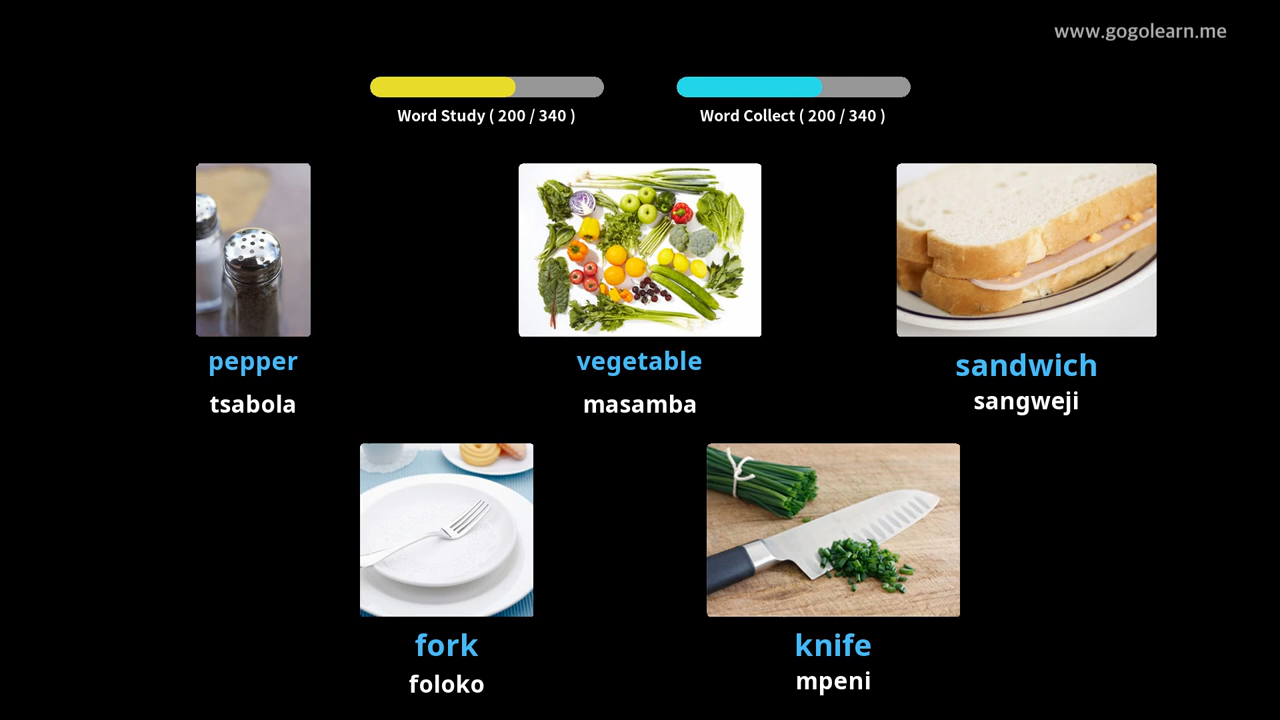 www.gogolearn.me
Word Study ( 200 / 340 )
Word Collect ( 200 / 340 )
pepper
tsabola
vegetable
masamba
sandwich
sangweji
fork
foloko
knife
mpeni